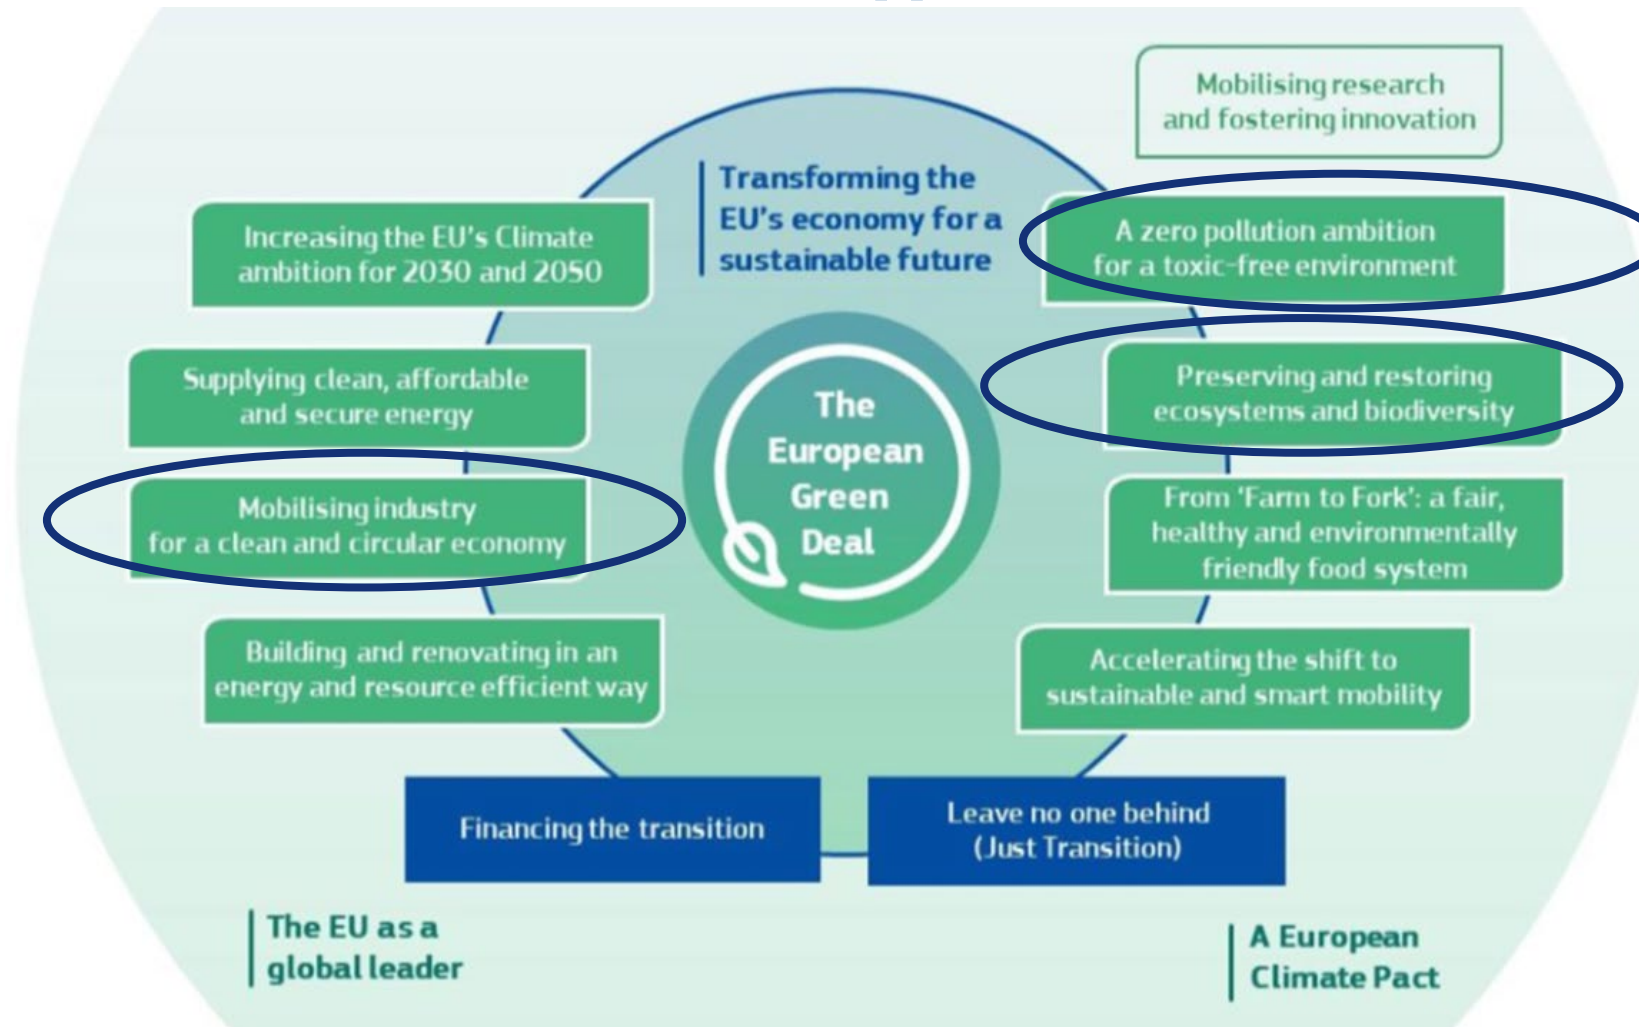 Mobilising research
and fostering innovation
Transforming the
EU's economy for a
sustainable future
Increasing the EU's Climate
ambition for 2030 and 2050
A zero pollution ambition
for a toxic-free environment
Supplying clean, affordable
and secure energy
Preserving and restoring
ecosystems and biodiversity
The
European
Green
Deal
Mobilising industry
for a clean and circular economy
From ‘Farm to Fork’: a fair,
healthy and environmentally
friendly food system
Building and renovating in an
energy and resource efficient way
Accelerating the shift to
sustainable and smart mobility
Financing the transition
Leave no one behind
(Just Transition)
The EU as a
global leader
A European
Climate Pact